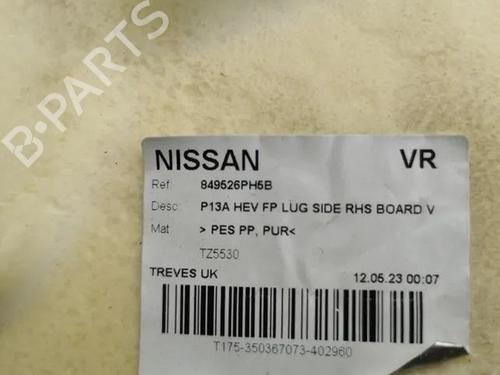 B-PARTS
NISSAN VR
Ref: 849526PH5B
Desc: P13A HEV FP LUG SIDE RHS BOARD V
Mat > PES PP, PUR<
TZ5530
TREVES UK 12.05.23 00:07
T175-350367073-402960